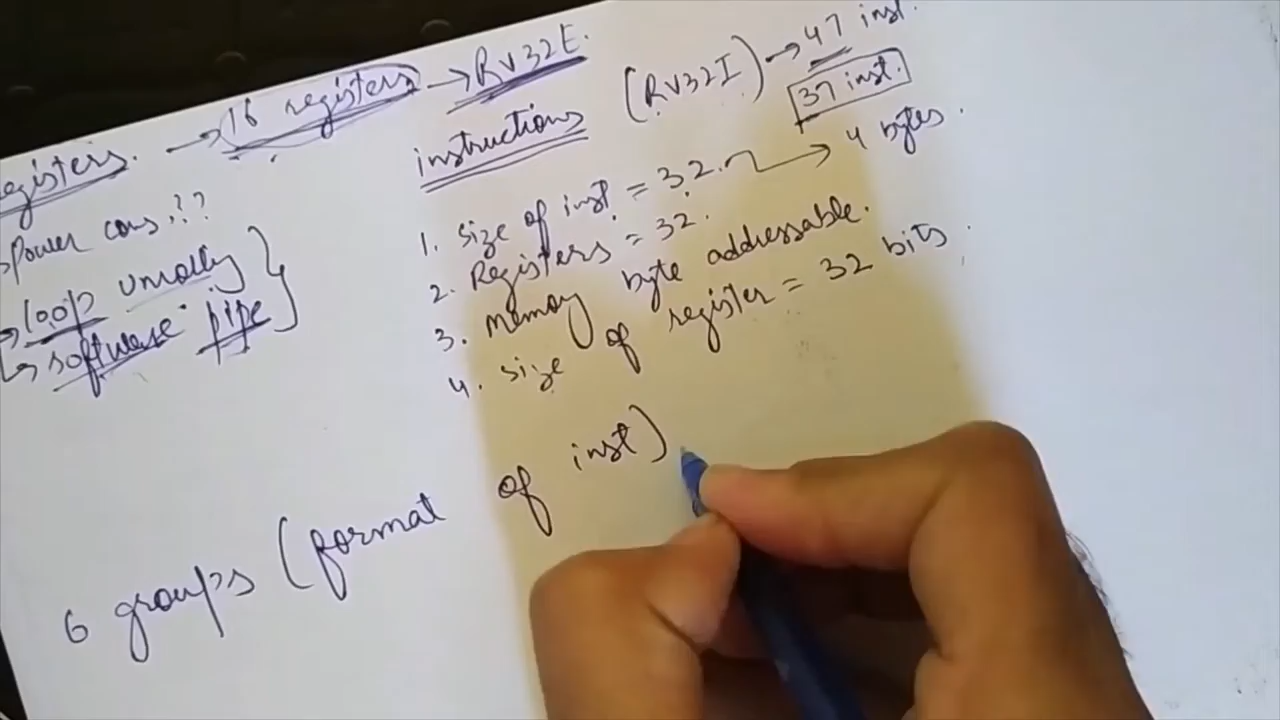 egisters. → 16 registers → RV32E.
Power cons.??
→ loop unrolling
↳ software pipe
instructions (RV32I) → 47 inst.
37 inst.
1. Size of inst = 32. → 4 bytes.
2. Registers = 32.
3. Memory byte addressable.
4. size of register = 32 bits.
6 groups (format of inst)